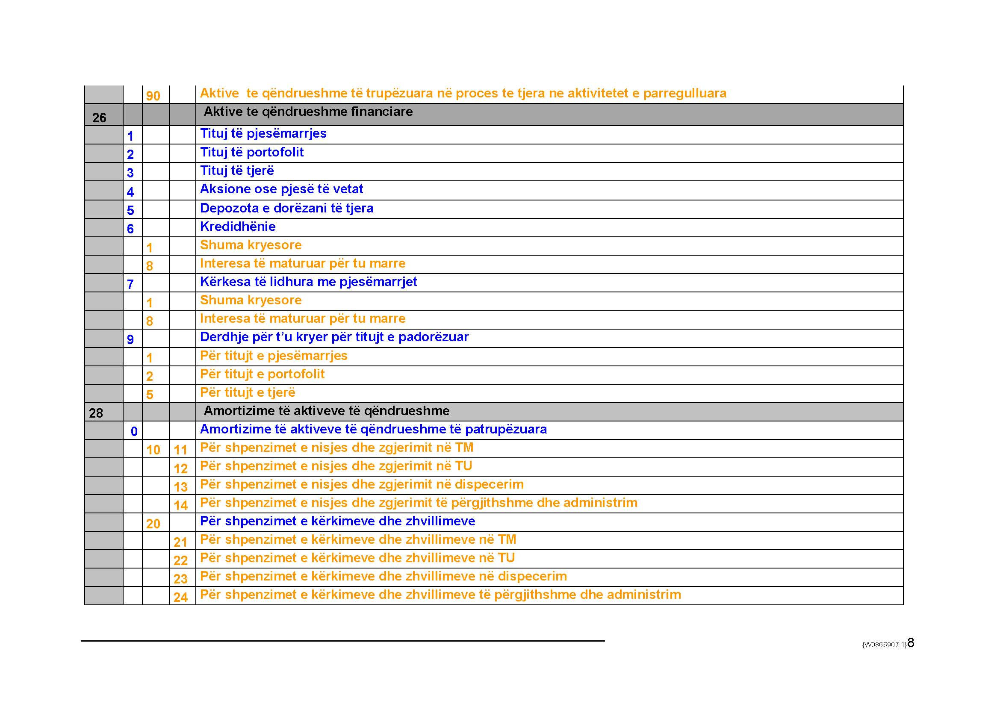 90 Aktive  te qëndrueshme të trupëzuara në proces te tjera ne aktivitetet e parregulluara
26 Aktive te qëndrueshme financiare
1 Tituj të pjesëmarrjes
2 Tituj të portofolit
3 Tituj të tjerë
4 Aksione ose pjesë të vetat
5 Depozota e dorëzani të tjera
6 Kredidhënie
1 Shuma kryesore
8 Interesa të maturuar për tu marre
7 Kërkesa të lidhura me pjesëmarrjet
1 Shuma kryesore
8 Interesa të maturuar për tu marre
9 Derdhje për t’u kryer për titujt e padorëzuar
1 Për titujt e pjesëmarrjes
2 Për titujt e portofolit
5 Për titujt e tjerë
28 Amortizime të aktiveve të qëndrueshme
0 Amortizime të aktiveve të qëndrueshme të patrupëzuara
10 11 Për shpenzimet e nisjes dhe zgjerimit në TM
12 Për shpenzimet e nisjes dhe zgjerimit në TU
13 Për shpenzimet e nisjes dhe zgjerimit në dispecerim
14 Për shpenzimet e nisjes dhe zgjerimit të përgjithshme dhe administrim
20 Për shpenzimet e kërkimeve dhe zhvillimeve
21 Për shpenzimet e kërkimeve dhe zhvillimeve në TM
22 Për shpenzimet e kërkimeve dhe zhvillimeve në TU
23 Për shpenzimet e kërkimeve dhe zhvillimeve në dispecerim
24 Për shpenzimet e kërkimeve dhe zhvillimeve të përgjithshme dhe administrim
{W0866907.1}8